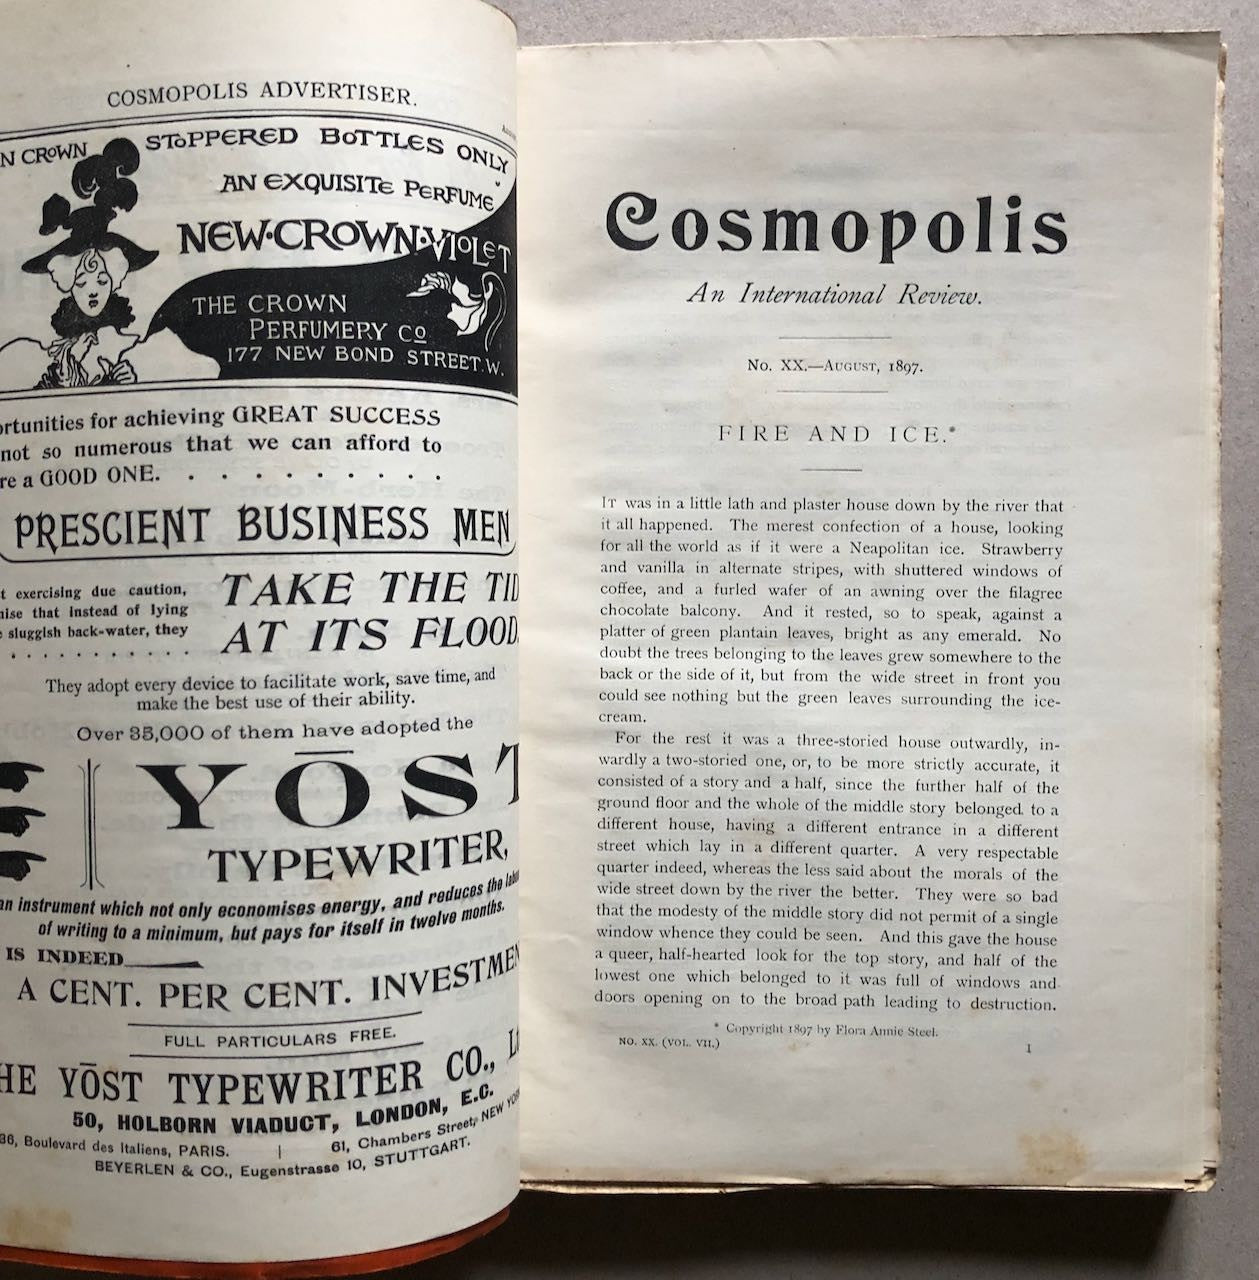 COSMOPOLIS ADVERTISER.
N CROWN
STOPPERED BOTTLES ONLY
AN EXQUISITE PERFUME
NEW·CROWN·VIOLET
THE CROWN
PERFUMERY Co
177 NEW BOND STREET.W.
rtunities for achieving GREAT SUCCESS
not so numerous that we can afford to
re a GOOD ONE. . . . . . . . . .
PRESCIENT BUSINESS MEN
t exercising due caution,
nise that instead of lying
sluggish back-water, they
. . . . . . . . . . .
TAKE THE TID
AT ITS FLOOD
They adopt every device to facilitate work, save time, and
make the best use of their ability.
Over 35,000 of them have adopted the
YŌST
TYPEWRITER,
an instrument which not only economises energy, and reduces the labo
of writing to a minimum, but pays for itself in twelve months.
IS INDEED
A CENT. PER CENT. INVESTMEN
FULL PARTICULARS FREE.
HE YŌST TYPEWRITER CO., L
50, HOLBORN VIADUCT, LONDON, E.C.
36, Boulevard des Italiens, PARIS. | 61, Chambers Street, NEW YOR
BEYERLEN & CO., Eugenstrasse 10, STUTTGART.
Cosmopolis
An International Review.
No. XX.—August, 1897.
FIRE AND ICE.*
It was in a little lath and plaster house down by the river that
it all happened. The merest confection of a house, looking
for all the world as if it were a Neapolitan ice. Strawberry
and vanilla in alternate stripes, with shuttered windows of
coffee, and a furled wafer of an awning over the filagree
chocolate balcony. And it rested, so to speak, against a
platter of green plantain leaves, bright as any emerald. No
doubt the trees belonging to the leaves grew somewhere to the
back or the side of it, but from the wide street in front you
could see nothing but the green leaves surrounding the ice-
cream.
For the rest it was a three-storied house outwardly, in-
wardly a two-storied one, or, to be more strictly accurate, it
consisted of a story and a half, since the further half of the
ground floor and the whole of the middle story belonged to a
different house, having a different entrance in a different
street which lay in a different quarter. A very respectable
quarter indeed, whereas the less said about the morals of the
wide street down by the river the better. They were so bad
that the modesty of the middle story did not permit of a single
window whence they could be seen. And this gave the house
a queer, half-hearted look for the top story, and half of the
lowest one which belonged to it was full of windows and
doors opening on to the broad path leading to destruction.
* Copyright 1897 by Flora Annie Steel.
NO. XX. (VOL. VII.) 1